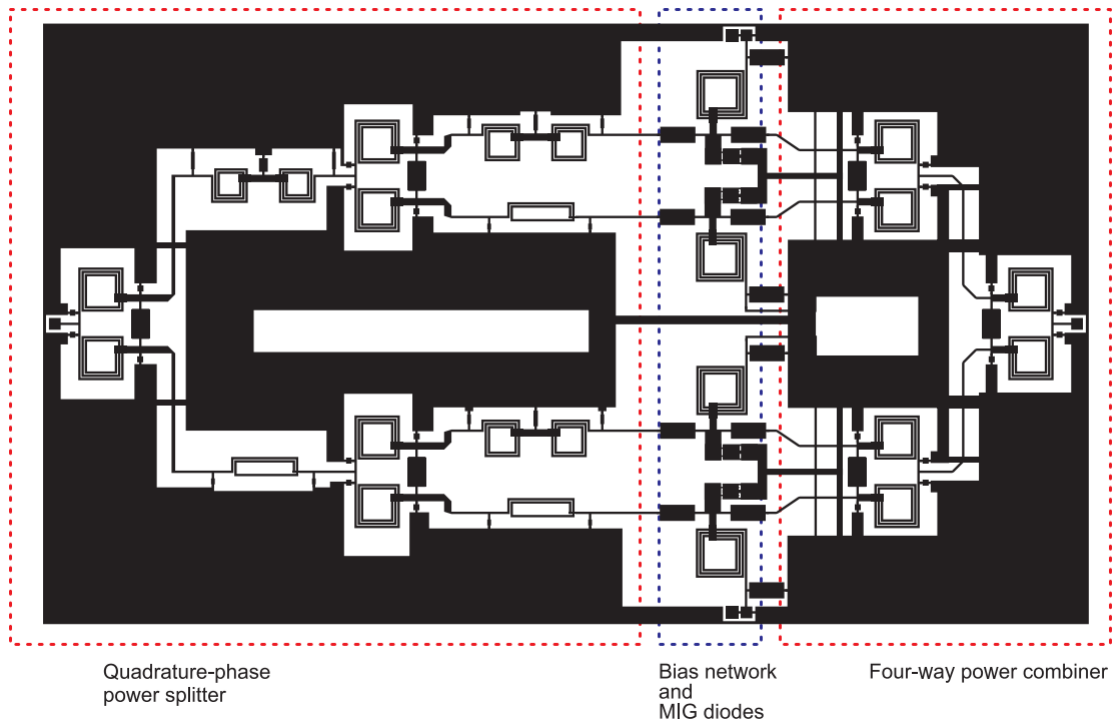 Quadrature-phase
power splitter
Bias network
and
MIG diodes
Four-way power combiner